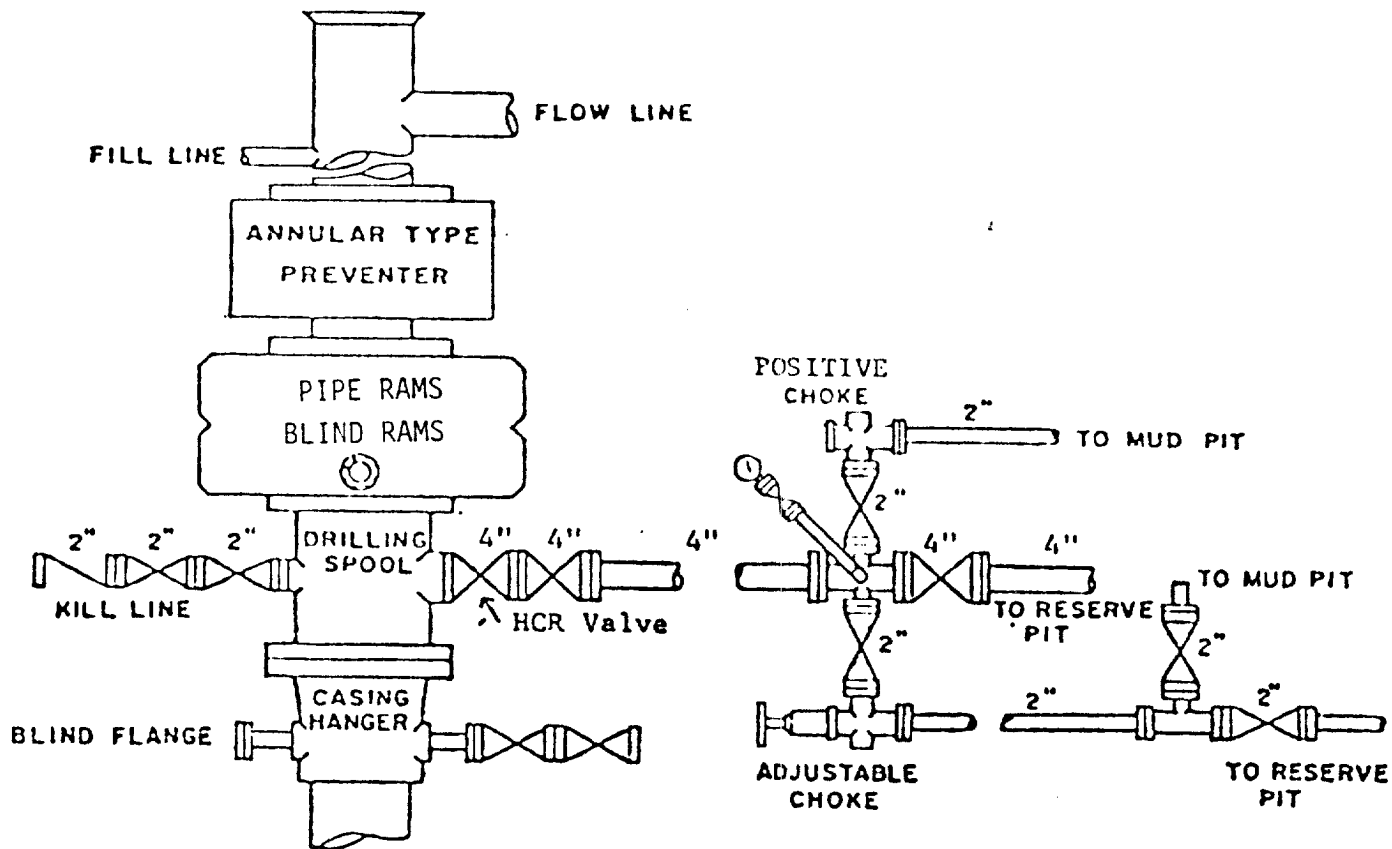 FLOW LINE
FILL LINE
ANNULAR TYPE
PREVENTER
PIPE RAMS
BLIND RAMS
POSITIVE
CHOKE
2"
TO MUD PIT
2"
DRILLING
SPOOL
2" 2" 2"
4" 4" 4"
4" 4"
KILL LINE
HCR Valve
TO RESERVE
PIT
TO MUD PIT
2"
2"
CASING
HANGER
BLIND FLANGE
2"
2"
ADJUSTABLE
CHOKE
TO RESERVE
PIT